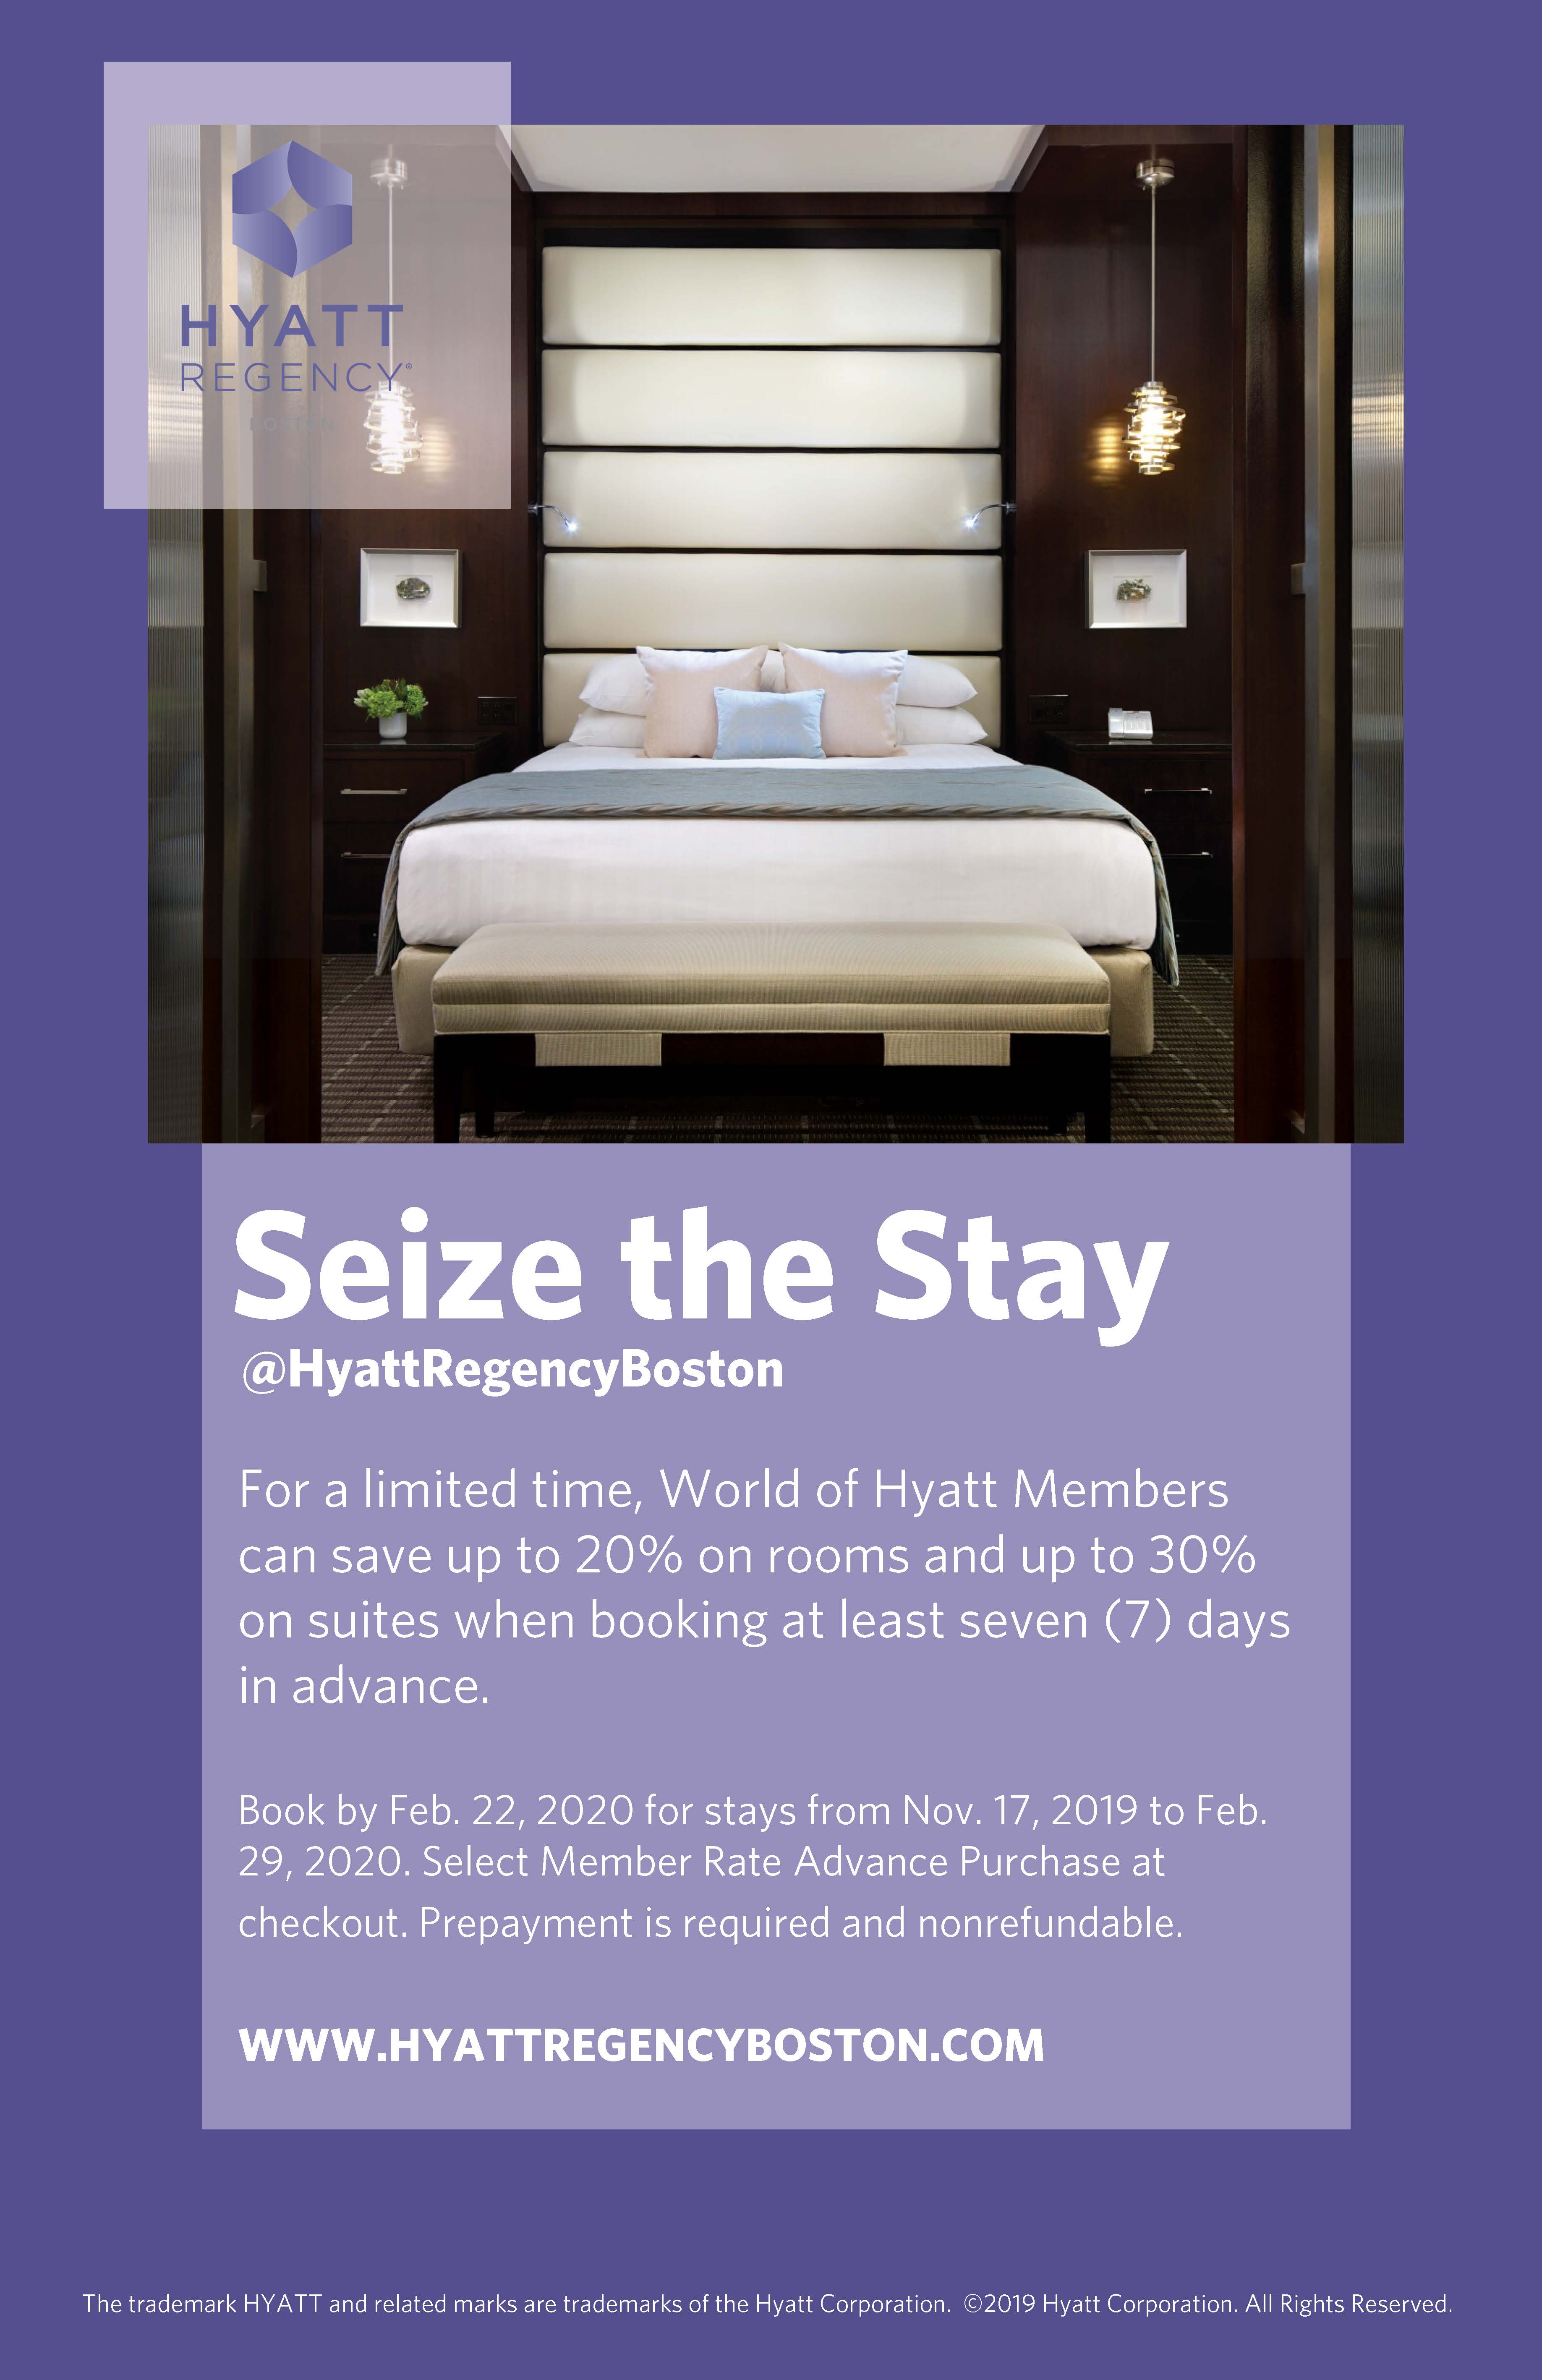 HYATT
REGENCY®
BOSTON
Seize the Stay
@HyattRegencyBoston
For a limited time, World of Hyatt Members
can save up to 20% on rooms and up to 30%
on suites when booking at least seven (7) days
in advance.
Book by Feb. 22, 2020 for stays from Nov. 17, 2019 to Feb.
29, 2020. Select Member Rate Advance Purchase at
checkout. Prepayment is required and nonrefundable.
WWW.HYATTREGENCYBOSTON.COM
The trademark HYATT and related marks are trademarks of the Hyatt Corporation. ©2019 Hyatt Corporation. All Rights Reserved.